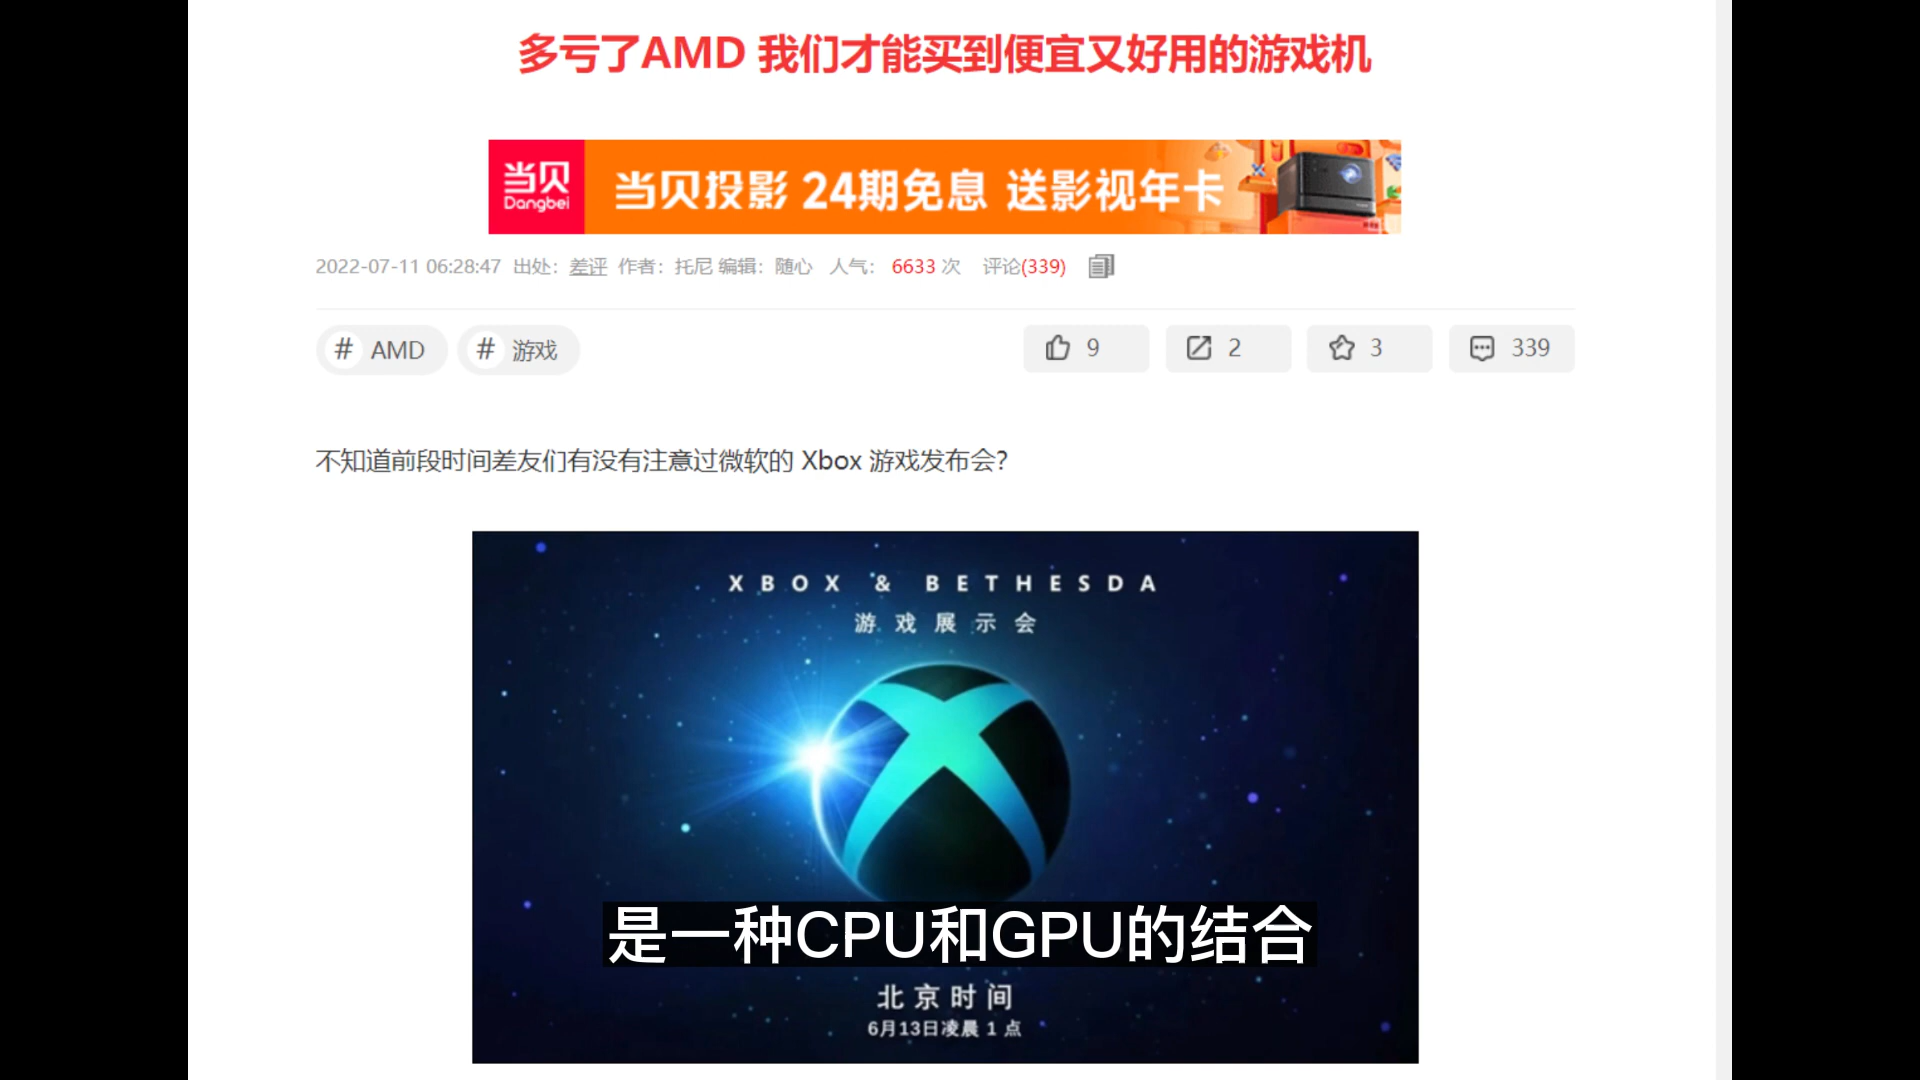 多亏了AMD 我们才能买到便宜又好用的游戏机
当贝
Dangbei
当贝投影 24期免息 送影视年卡
2022-07-11 06:28:47 出处：差评 作者：托尼 编辑：随心 人气： 6633 次 评论(339)
# AMD # 游戏 9 2 3 339
不知道前段时间差友们有没有注意过微软的 Xbox 游戏发布会？
XBOX & BETHESDA
游戏展示会
是一种CPU和GPU的结合
北京时间
6月13日凌晨 1 点